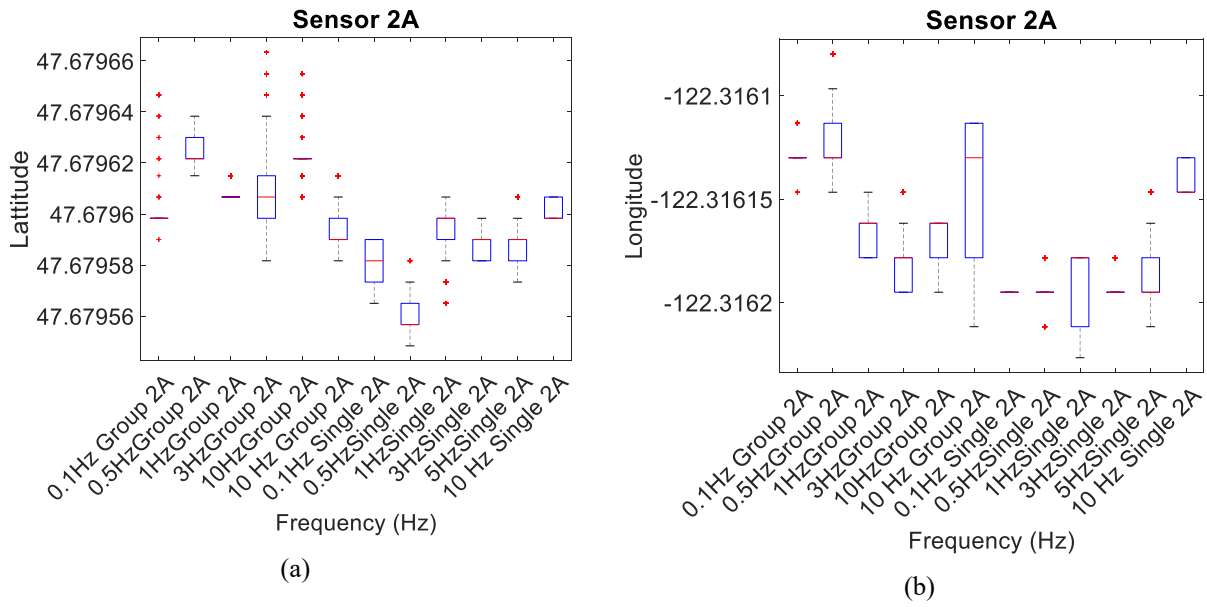 Sensor 2A
47.67966
47.67964
47.67962
47.6796
47.67958
47.67956
Lattitude
0.1Hz Group 2A
0.5HzGroup 2A
1HzGroup 2A
3HzGroup 2A
10HzGroup 2A
10 Hz Group 2A
0.1Hz Single 2A
0.5HzSingle 2A
1HzSingle 2A
3HzSingle 2A
5HzSingle 2A
10 Hz Single 2A
Frequency (Hz)
(a)
Sensor 2A
-122.3161
-122.31615
-122.3162
Longitude
0.1Hz Group 2A
0.5HzGroup 2A
1HzGroup 2A
3HzGroup 2A
10HzGroup 2A
10 Hz Group 2A
0.1Hz Single 2A
0.5HzSingle 2A
1HzSingle 2A
3HzSingle 2A
5HzSingle 2A
10 Hz Single 2A
Frequency (Hz)
(b)